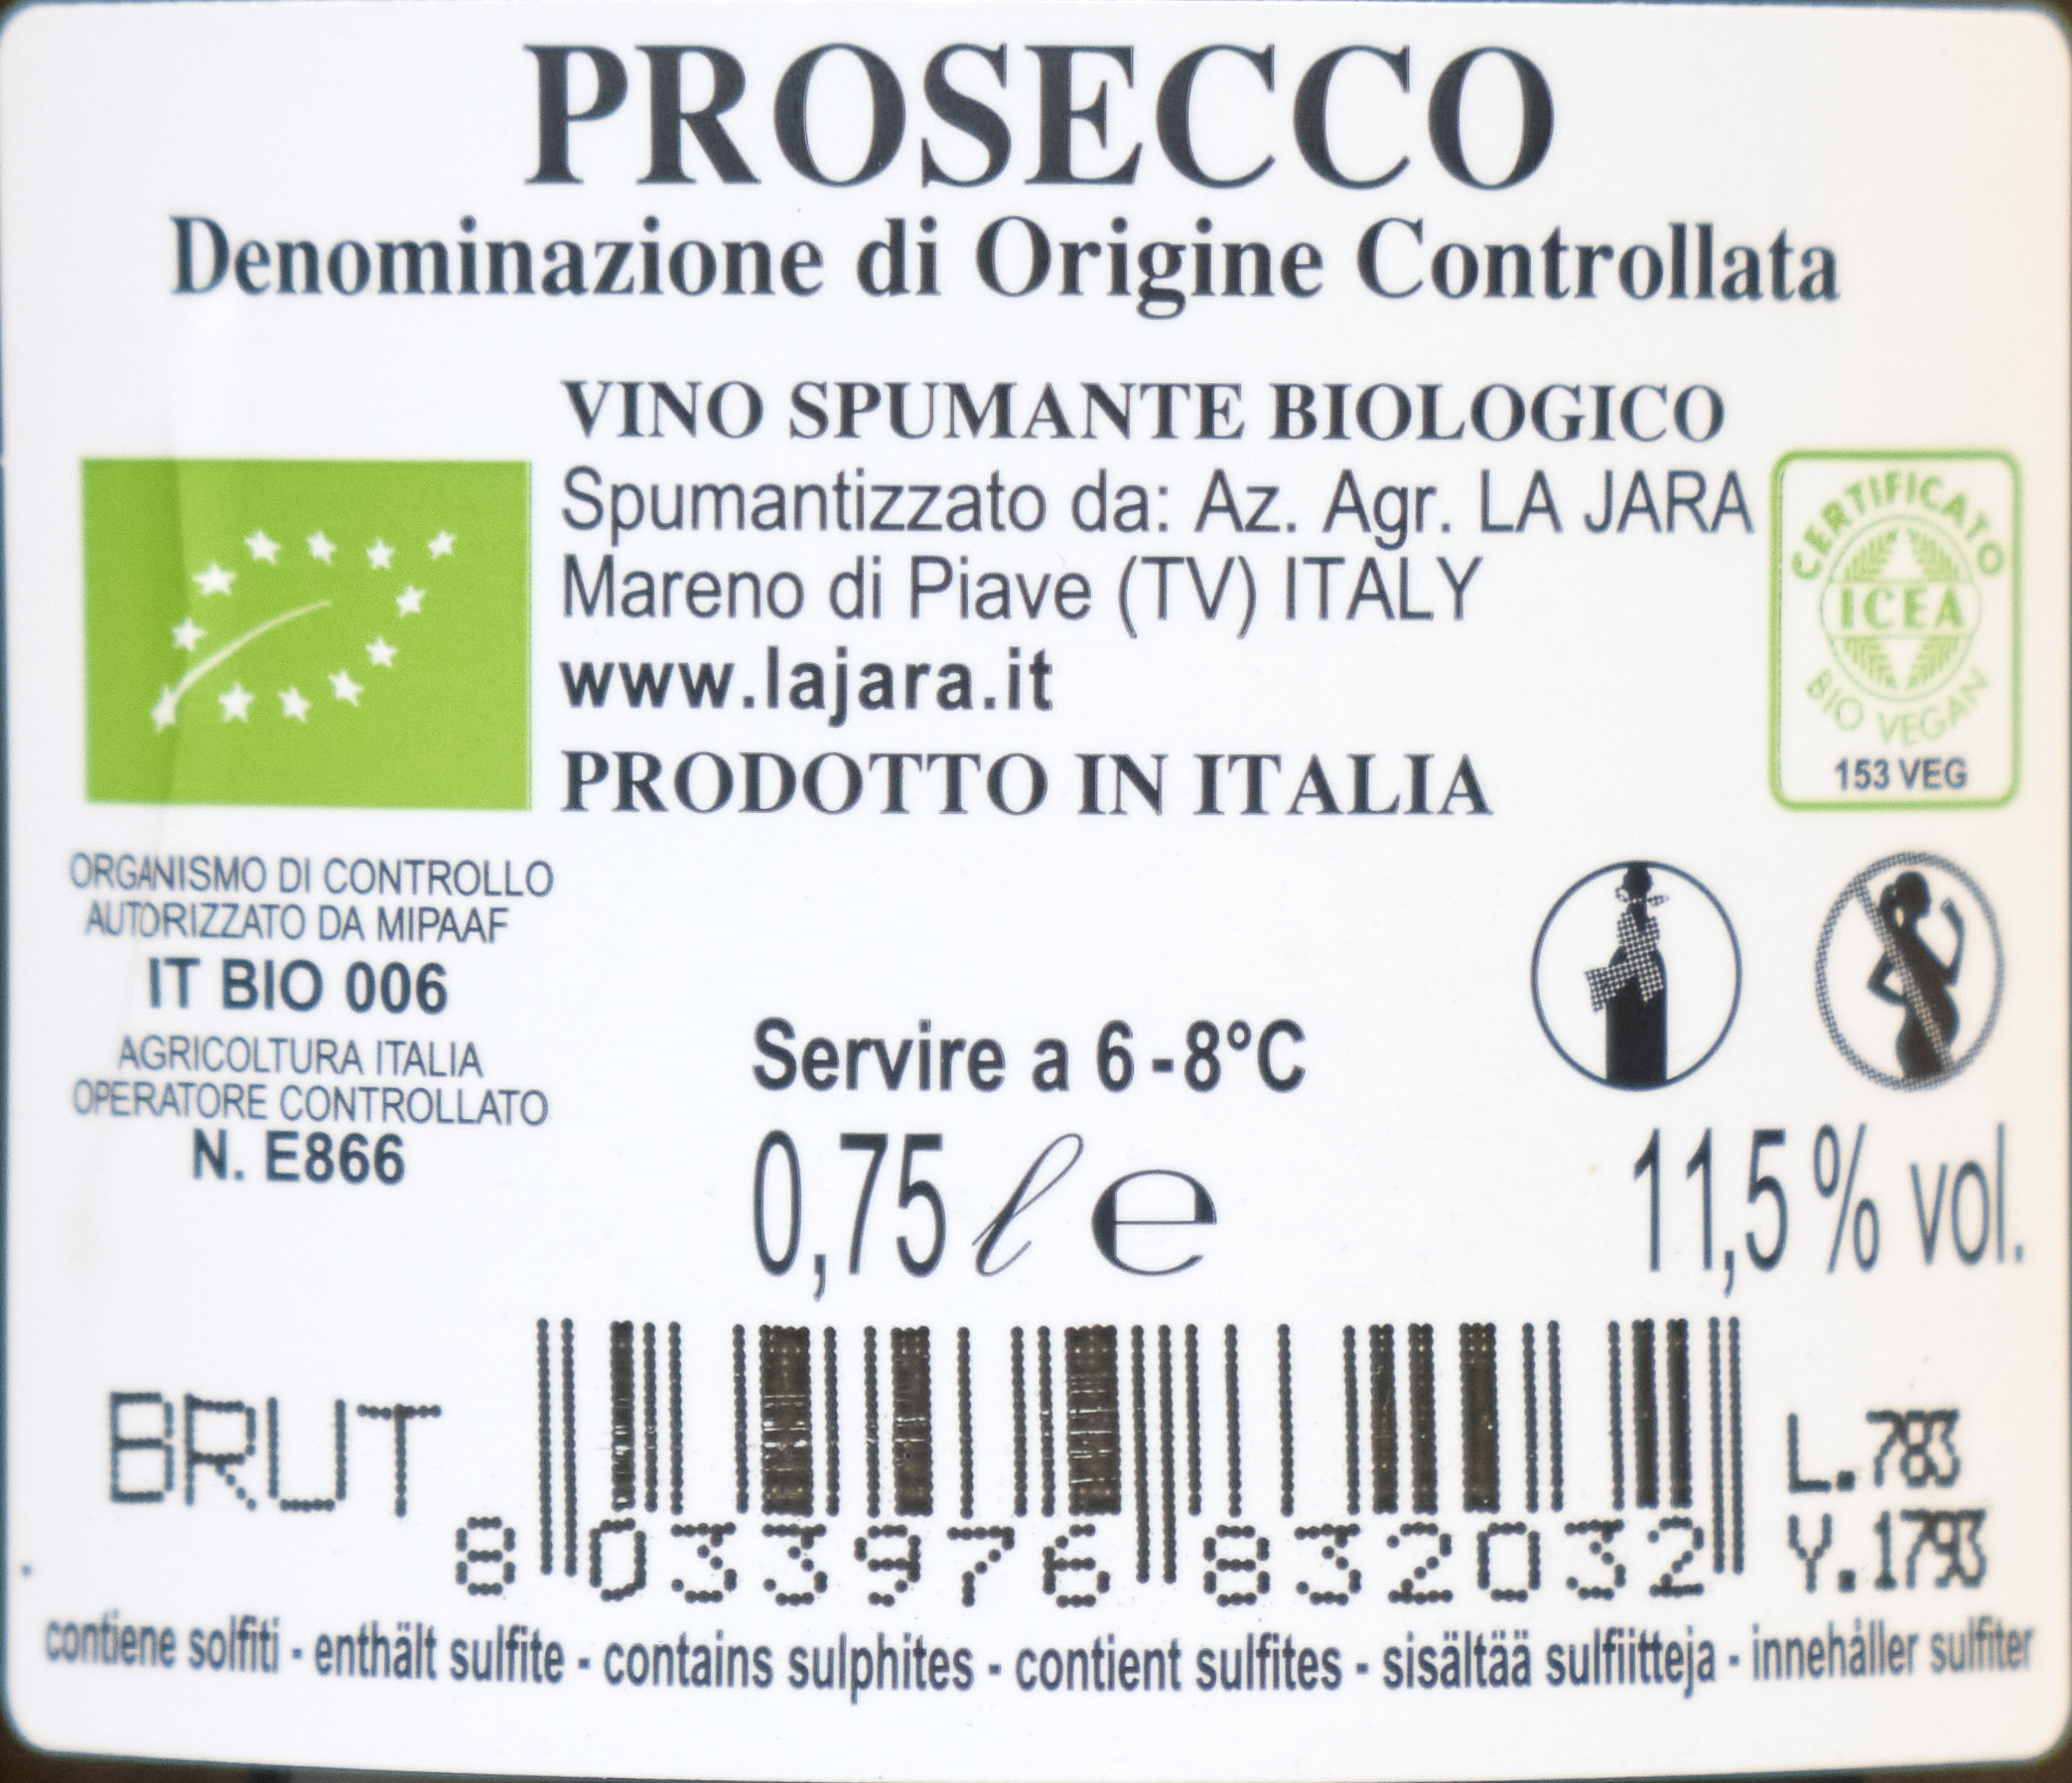 PROSECCO
Denominazione di Origine Controllata
VINO SPUMANTE BIOLOGICO
Spumantizzato da: Az. Agr. LA JARA
Mareno di Piave (TV) ITALY
www.lajara.it
PRODOTTO IN ITALIA
CERTIFICATO
ICEA
BIO VEGAN
153 VEG
ORGANISMO DI CONTROLLO
AUTORIZZATO DA MIPAAF
IT BIO 006
AGRICOLTURA ITALIA
OPERATORE CONTROLLATO
N. E866
Servire a 6-8°C
0,75 ℓ e
11,5% vol.
BRUT
8 033976 832032
L.783
Y.1793
contiene solfiti - enthält sulfite - contains sulphites - contient sulfites - sisältää sulfiitteja - innehåller sulfiter